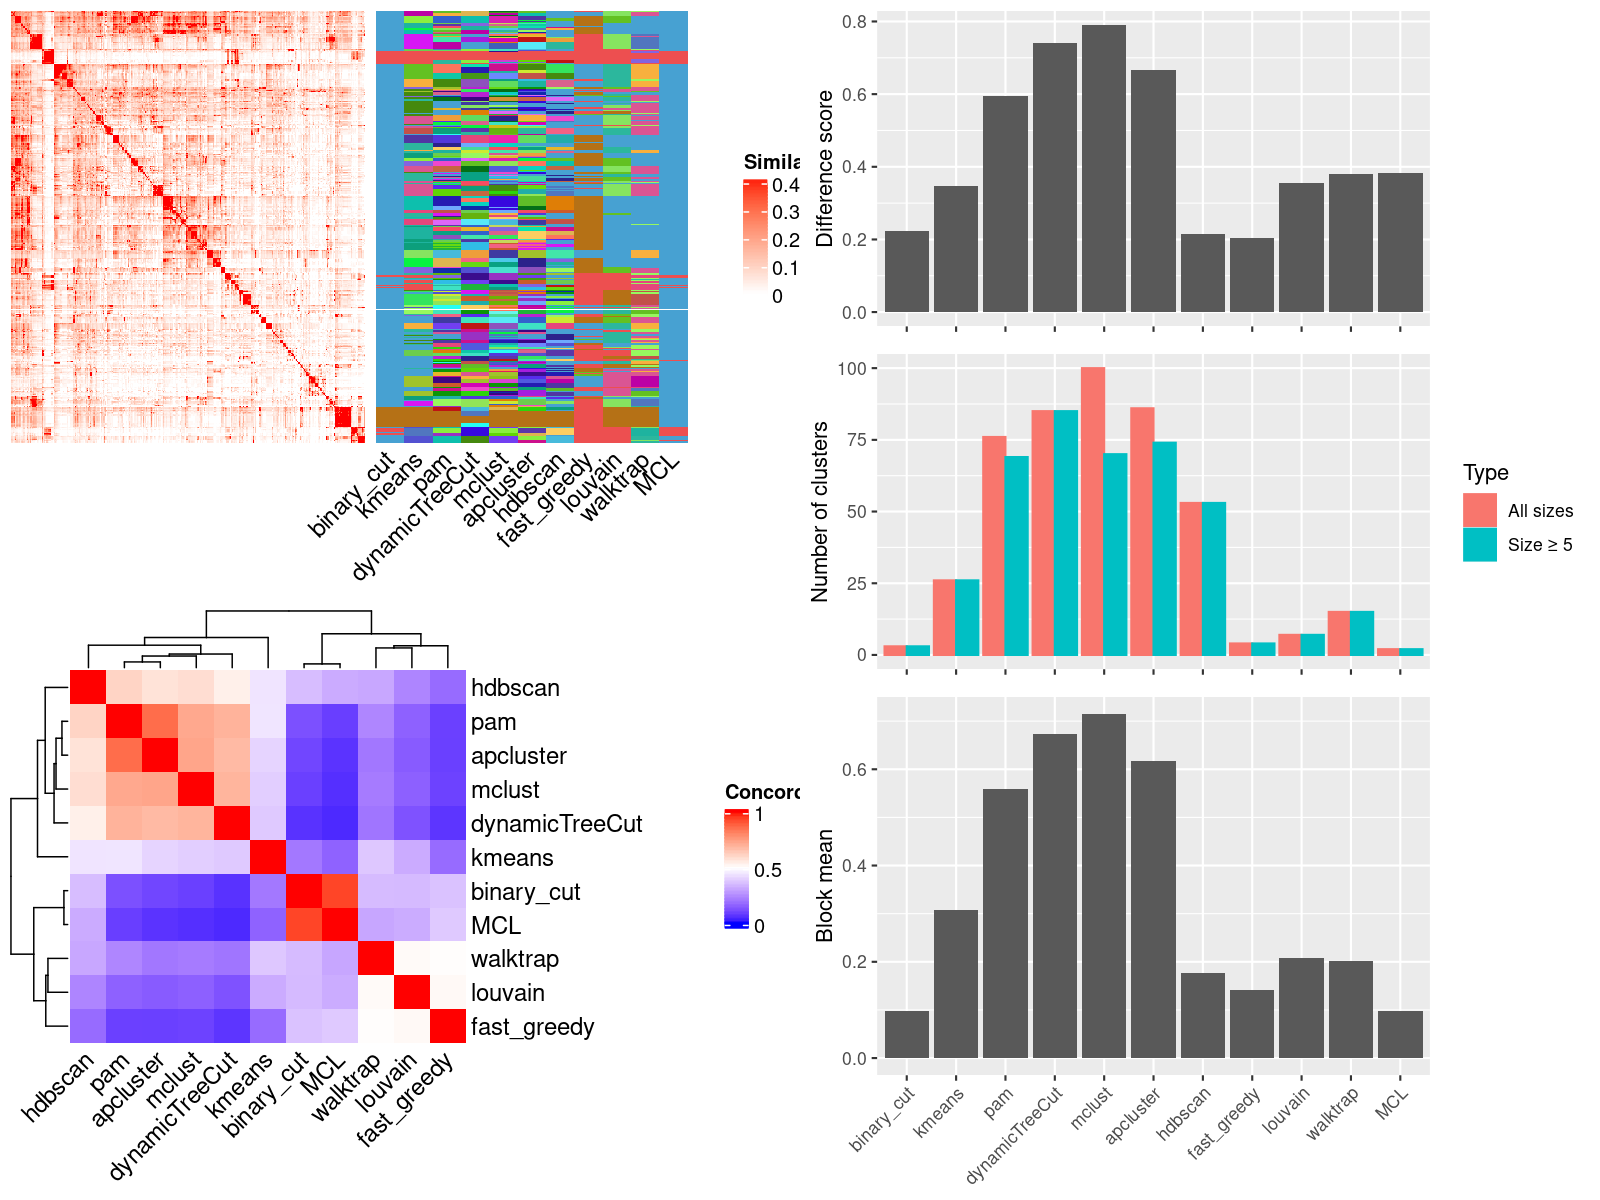 Simila
0.4
0.3
0.2
0.1
0
binary_cut
kmeans
pam
dynamicTreeCut
mclust
apcluster
hdbscan
fast_greedy
louvain
walktrap
MCL
hdbscan
pam
apcluster
mclust
dynamicTreeCut
kmeans
binary_cut
MCL
walktrap
louvain
fast_greedy
hdbscan
pam
apcluster
mclust
dynamicTreeCut
kmeans
binary_cut
MCL
walktrap
louvain
fast_greedy
Concord
1
0.5
0
Difference score
0.8
0.6
0.4
0.2
0.0
Number of clusters
100
75
50
25
0
Type
All sizes
Size ≥ 5
Block mean
0.6
0.4
0.2
0.0
binary_cut
kmeans
pam
dynamicTreeCut
mclust
apcluster
hdbscan
fast_greedy
louvain
walktrap
MCL